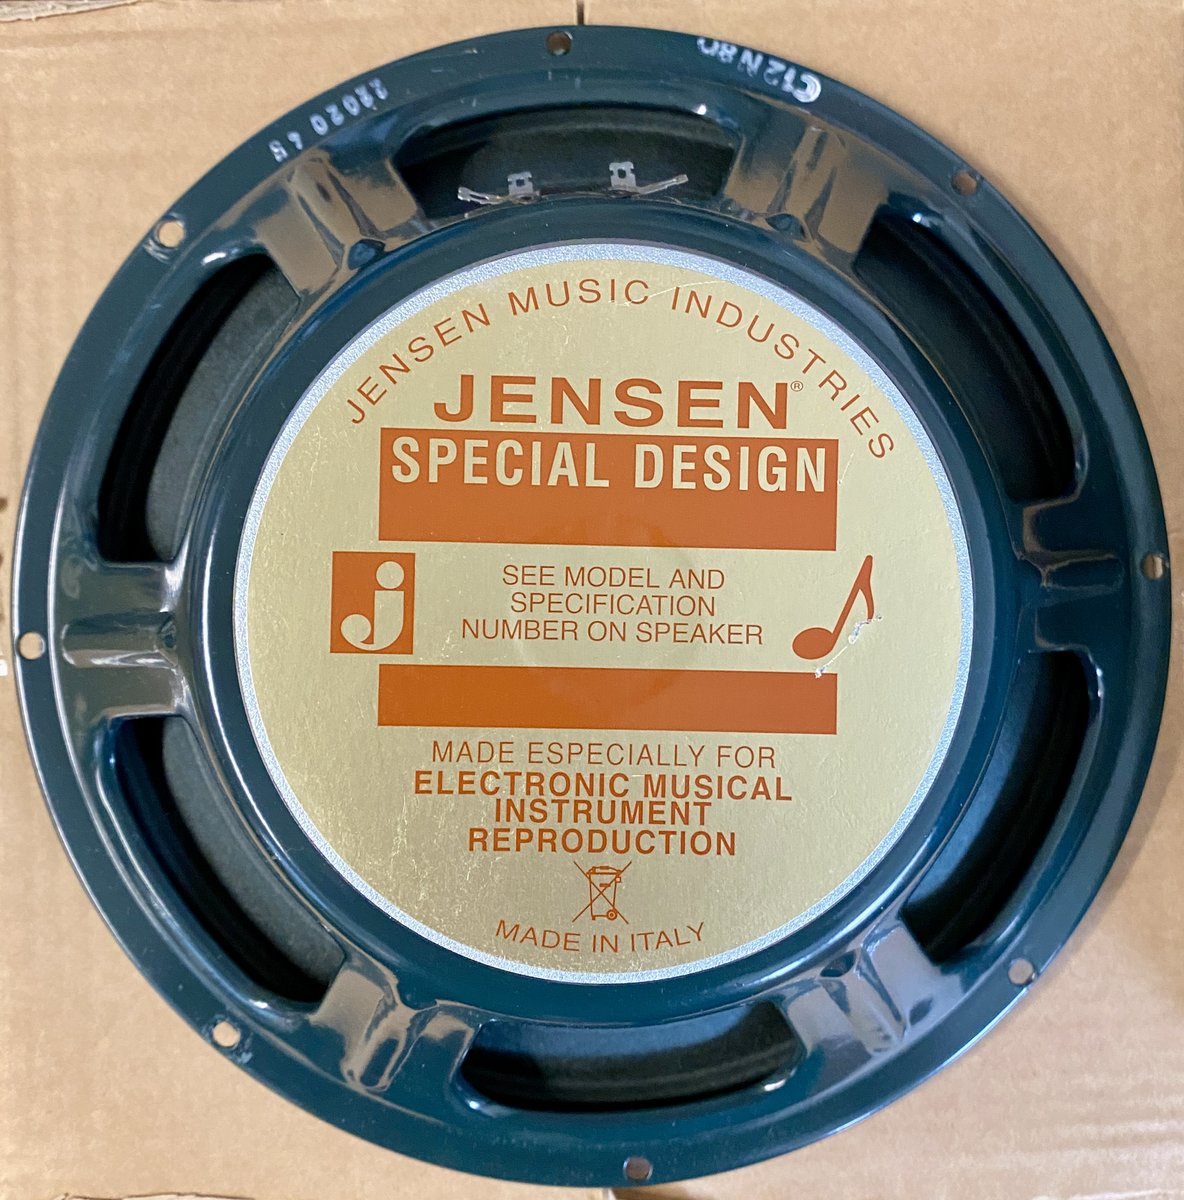 C12N8Ω
2202045
JENSEN MUSIC INDUSTRIES
JENSEN®
SPECIAL DESIGN
j
SEE MODEL AND
SPECIFICATION
NUMBER ON SPEAKER
MADE ESPECIALLY FOR
ELECTRONIC MUSICAL
INSTRUMENT
REPRODUCTION
MADE IN ITALY